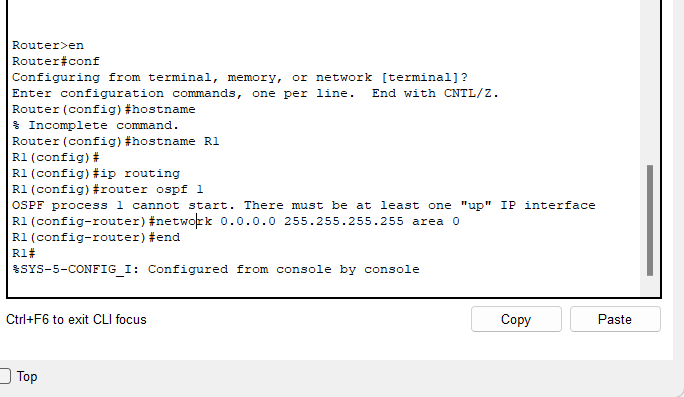 Router>en
Router#conf
Configuring from terminal, memory, or network [terminal]?
Enter configuration commands, one per line.  End with CNTL/Z.
Router(config)#hostname
% Incomplete command.
Router(config)#hostname R1
R1(config)#
R1(config)#ip routing
R1(config)#router ospf 1
OSPF process 1 cannot start. There must be at least one "up" IP interface
R1(config-router)#network 0.0.0.0 255.255.255.255 area 0
R1(config-router)#end
R1#
%SYS-5-CONFIG_I: Configured from console by console
Ctrl+F6 to exit CLI focus
Copy
Paste
Top